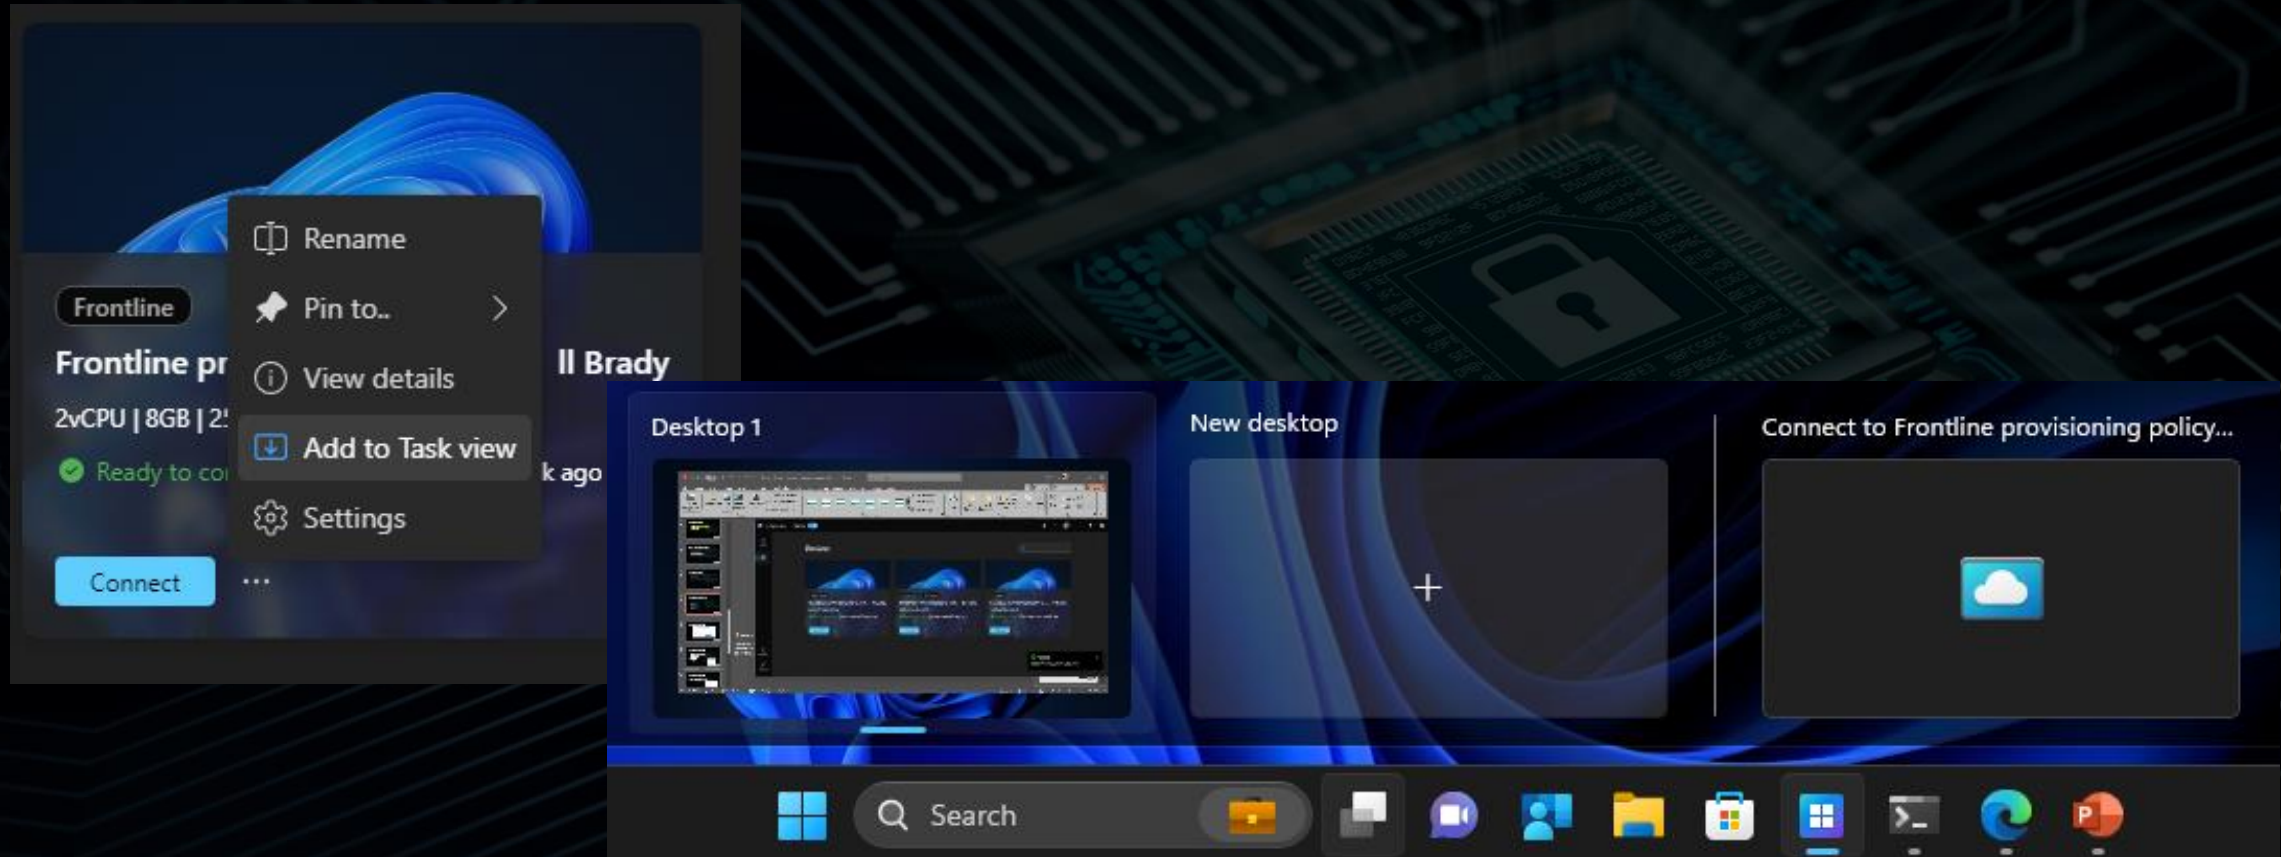 Rename
Pin to..
View details
Add to Task view
Settings
Frontline
Frontline pr
ll Brady
2vCPU | 8GB |
Ready to co
k ago
Connect
Desktop 1
New desktop
Connect to Frontline provisioning policy...
Search